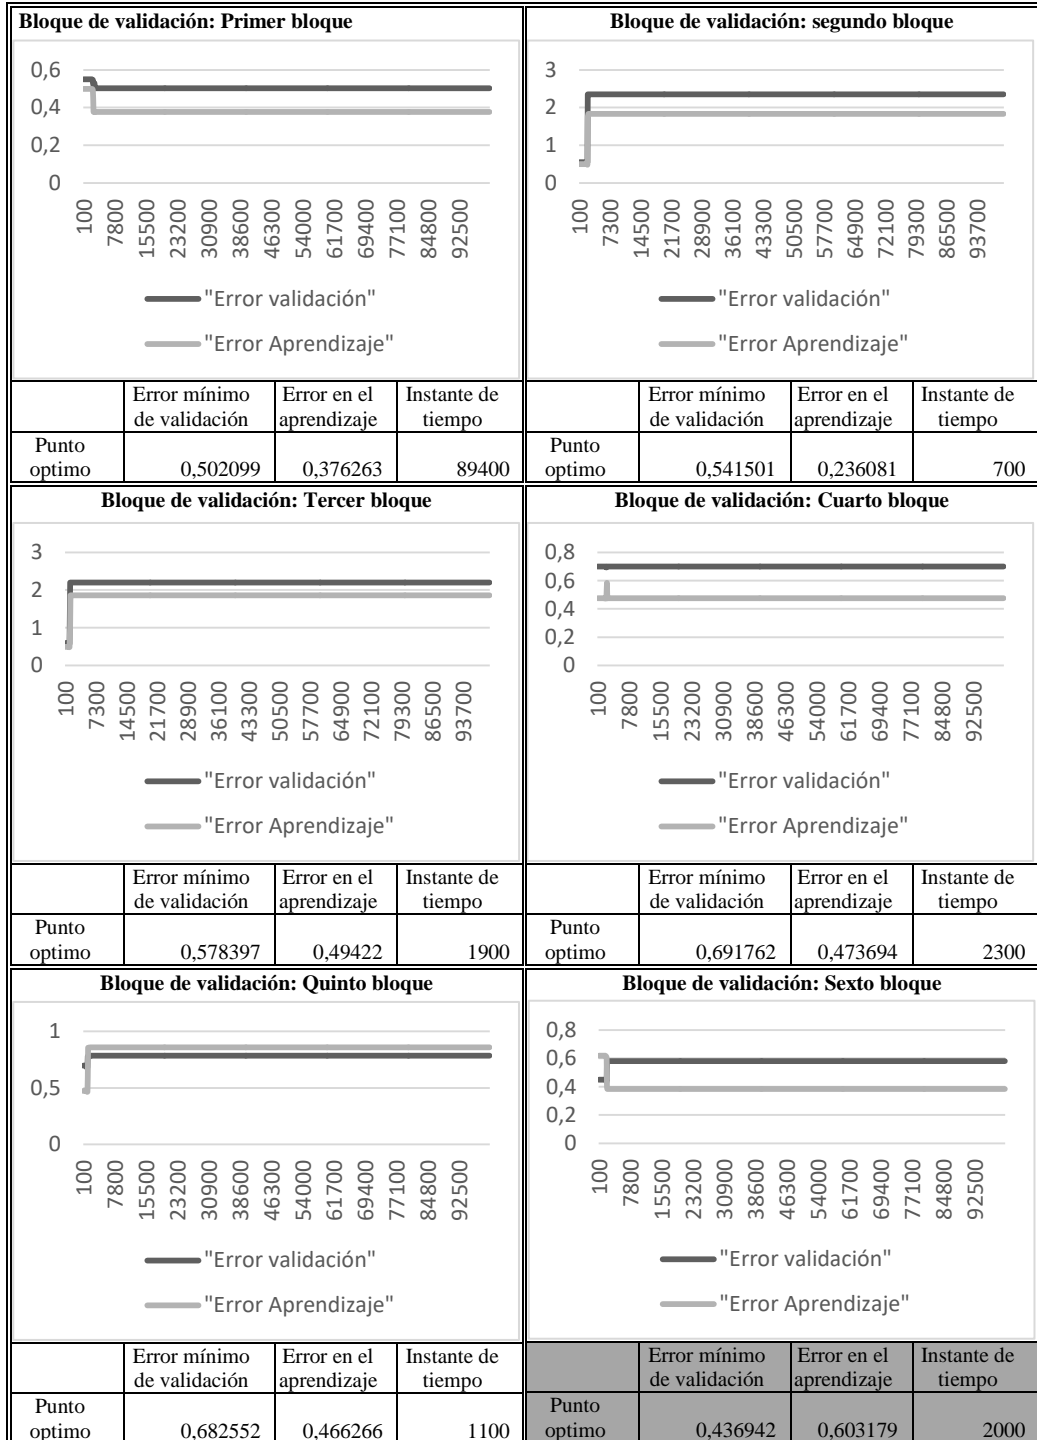 Bloque de validación: Primer bloque
0,6
0,4
0,2
0
100 7800 15500 23200 30900 38600 46300 54000 61700 69400 77100 84800 92500
"Error validación"
"Error Aprendizaje"
Error mínimo de validación Error en el aprendizaje Instante de tiempo
Punto optimo 0,502099 0,376263 89400
Bloque de validación: segundo bloque
3
2
1
0
100 7300 14500 21700 28900 36100 43300 50500 57700 64900 72100 79300 86500 93700
"Error validación"
"Error Aprendizaje"
Error mínimo de validación Error en el aprendizaje Instante de tiempo
Punto optimo 0,541501 0,236081 700
Bloque de validación: Tercer bloque
3
2
1
0
100 7300 14500 21700 28900 36100 43300 50500 57700 64900 72100 79300 86500 93700
"Error validación"
"Error Aprendizaje"
Error mínimo de validación Error en el aprendizaje Instante de tiempo
Punto optimo 0,578397 0,49422 1900
Bloque de validación: Cuarto bloque
0,8
0,6
0,4
0,2
0
100 7800 15500 23200 30900 38600 46300 54000 61700 69400 77100 84800 92500
"Error validación"
"Error Aprendizaje"
Error mínimo de validación Error en el aprendizaje Instante de tiempo
Punto optimo 0,691762 0,473694 2300
Bloque de validación: Quinto bloque
1
0,5
0
100 7800 15500 23200 30900 38600 46300 54000 61700 69400 77100 84800 92500
"Error validación"
"Error Aprendizaje"
Error mínimo de validación Error en el aprendizaje Instante de tiempo
Punto optimo 0,682552 0,466266 1100
Bloque de validación: Sexto bloque
0,8
0,6
0,4
0,2
0
100 7800 15500 23200 30900 38600 46300 54000 61700 69400 77100 84800 92500
"Error validación"
"Error Aprendizaje"
Error mínimo de validación Error en el aprendizaje Instante de tiempo
Punto optimo 0,436942 0,603179 2000